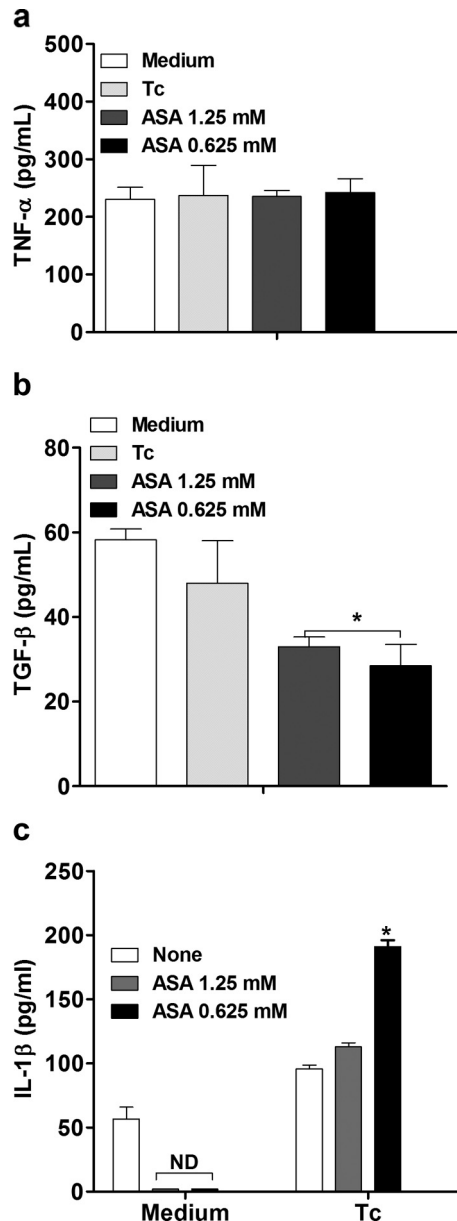 a
TNF-α (pg/mL)
500
400
300
200
100
0
Medium
Tc
ASA 1.25 mM
ASA 0.625 mM
b
TGF-β (pg/mL)
80
60
40
20
0
Medium
Tc
ASA 1.25 mM
ASA 0.625 mM
*
c
IL-1β (pg/ml)
250
200
150
100
50
0
None
ASA 1.25 mM
ASA 0.625 mM
*
ND
Medium Tc